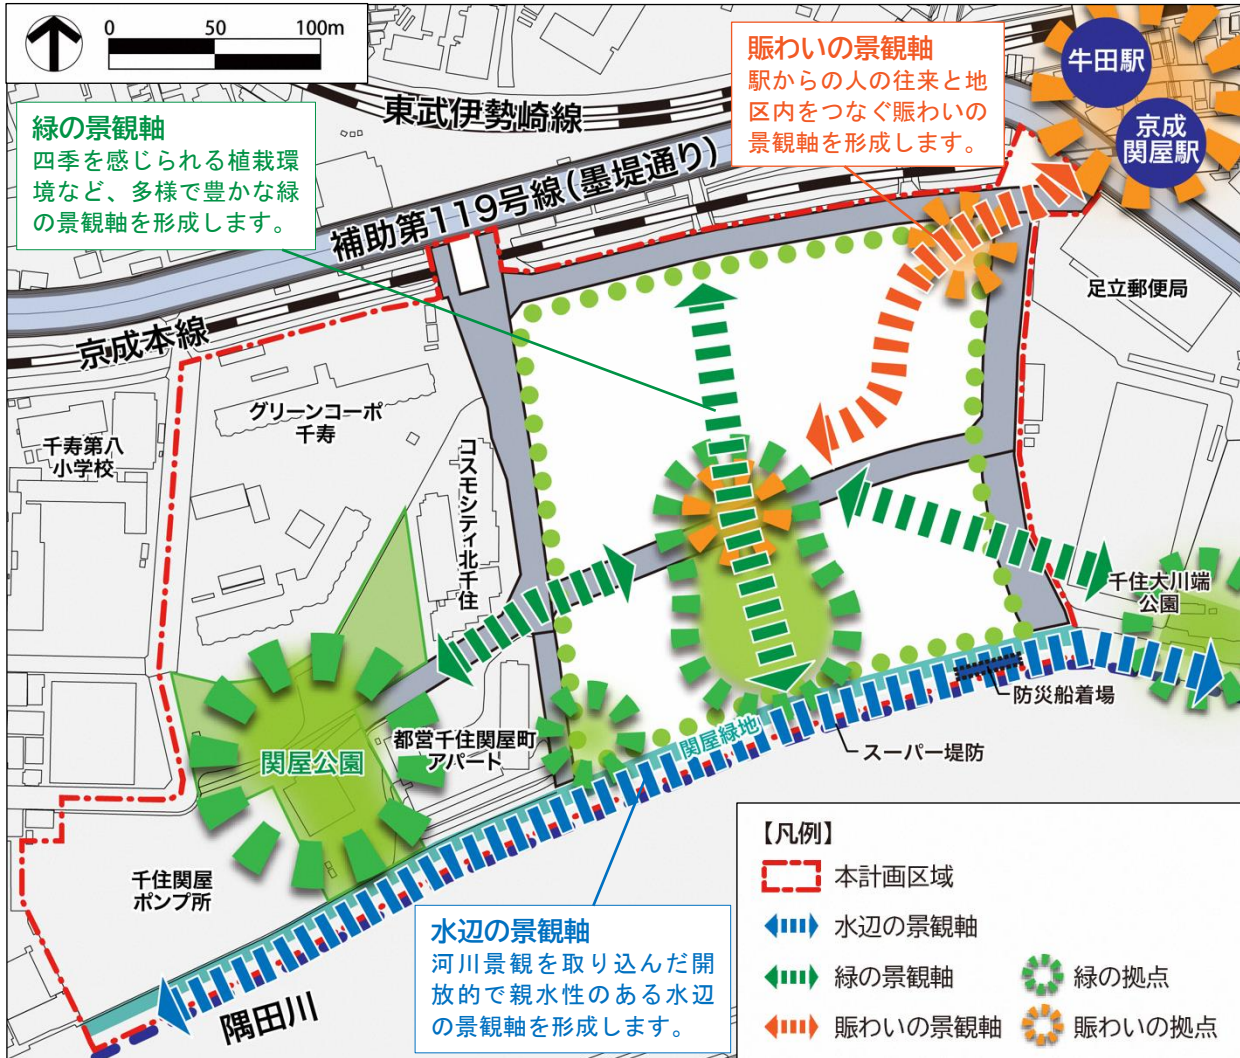 0 50 100m
賑わいの景観軸
駅からの人の往来と地
区内をつなぐ賑わいの
景観軸を形成します。
牛田駅
京成
関屋駅
東武伊勢崎線
緑の景観軸
四季を感じられる植栽環
境など、多様で豊かな緑
の景観軸を形成します。
補助第119号線(墨堤通り)
京成本線
足立郵便局
グリーンコーポ
千寿
千寿第八
小学校
コスモシティ北千住
千住大川端
公園
防災船着場
スーパー堤防
関屋緑地
都営千住関屋町
アパート
関屋公園
千住関屋
ポンプ所
水辺の景観軸
河川景観を取り込んだ開
放的で親水性のある水辺
の景観軸を形成します。
隅田川
【凡例】
本計画区域
水辺の景観軸
緑の景観軸 緑の拠点
賑わいの景観軸 賑わいの拠点